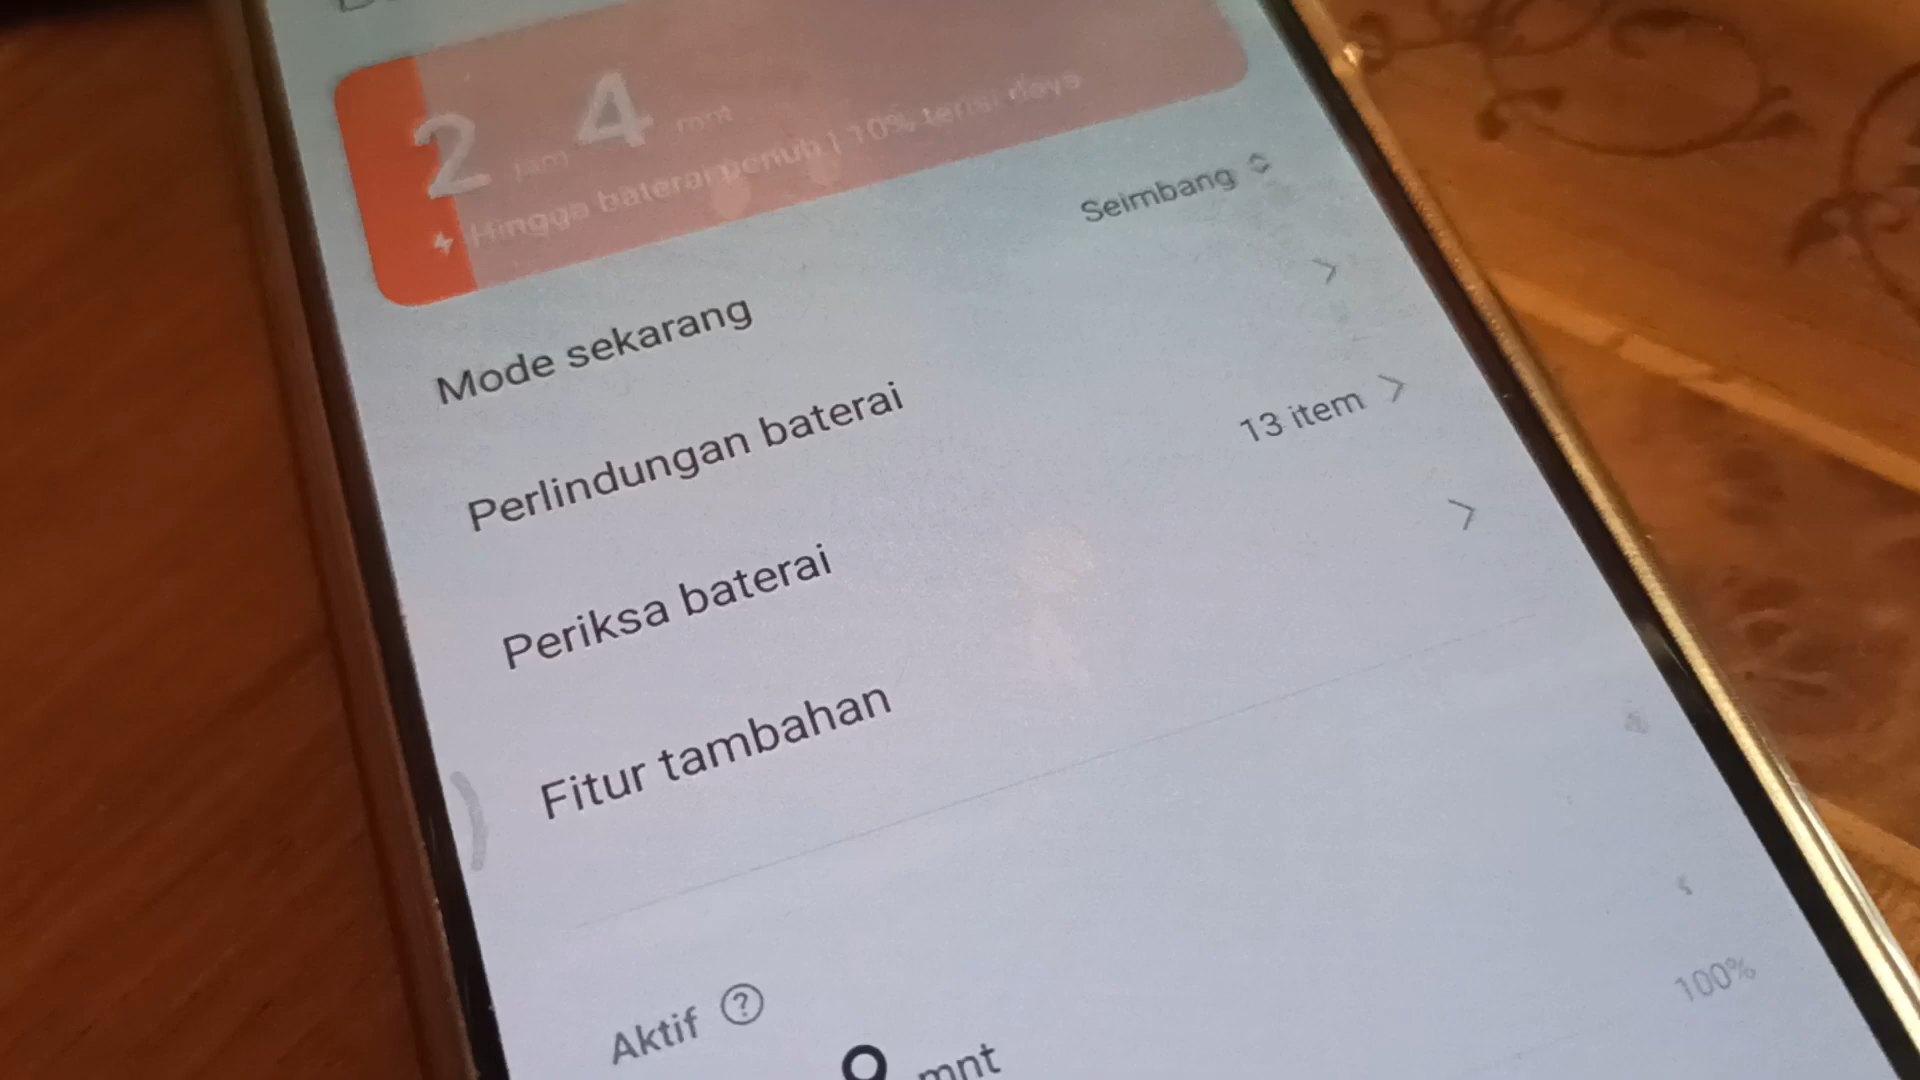 2 jam 4 mnt
Hingga baterai penuh | 10% terisi daya
Mode sekarang Seimbang
Perlindungan baterai
Periksa baterai 13 item
Fitur tambahan
Aktif ?
mnt
100%